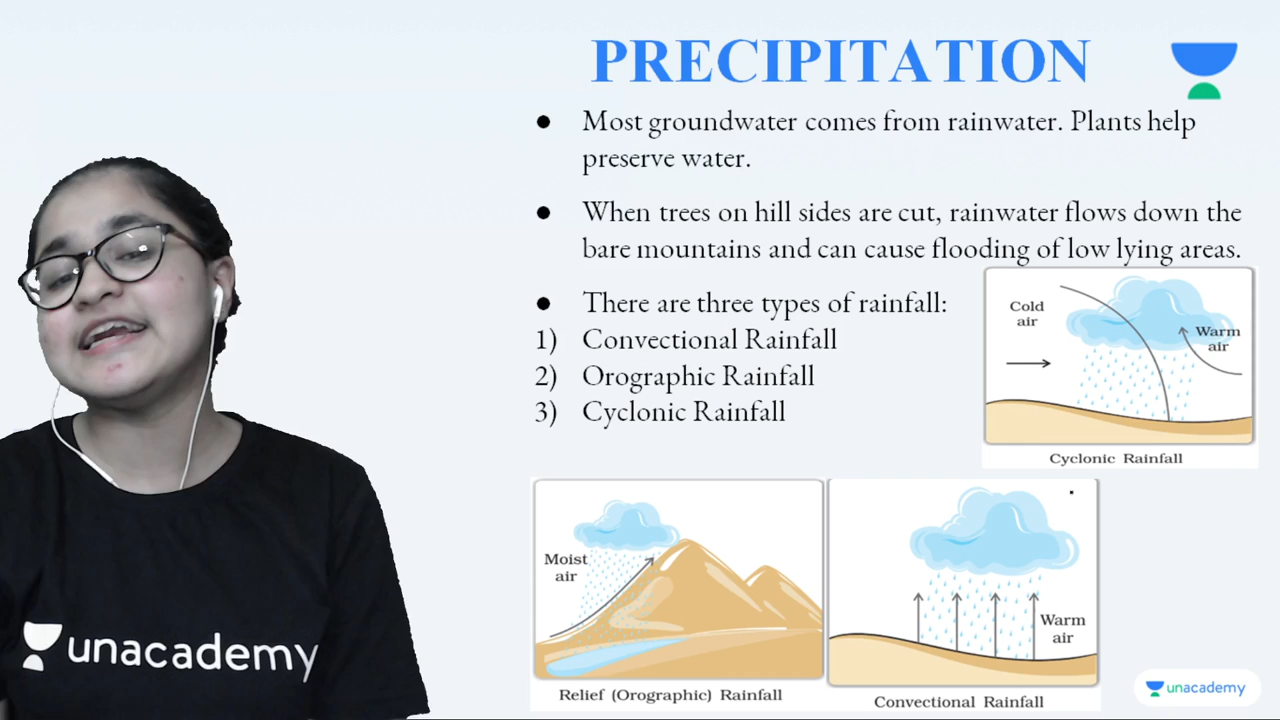 PRECIPITATION
● Most groundwater comes from rainwater. Plants help
preserve water.
● When trees on hill sides are cut, rainwater flows down the
bare mountains and can cause flooding of low lying areas.
● There are three types of rainfall:
1) Convectional Rainfall
2) Orographic Rainfall
3) Cyclonic Rainfall
Cold
air
Warm
air
Cyclonic Rainfall
Moist
air
Relief (Orographic) Rainfall
Warm
air
Convectional Rainfall
unacademy
unacademy